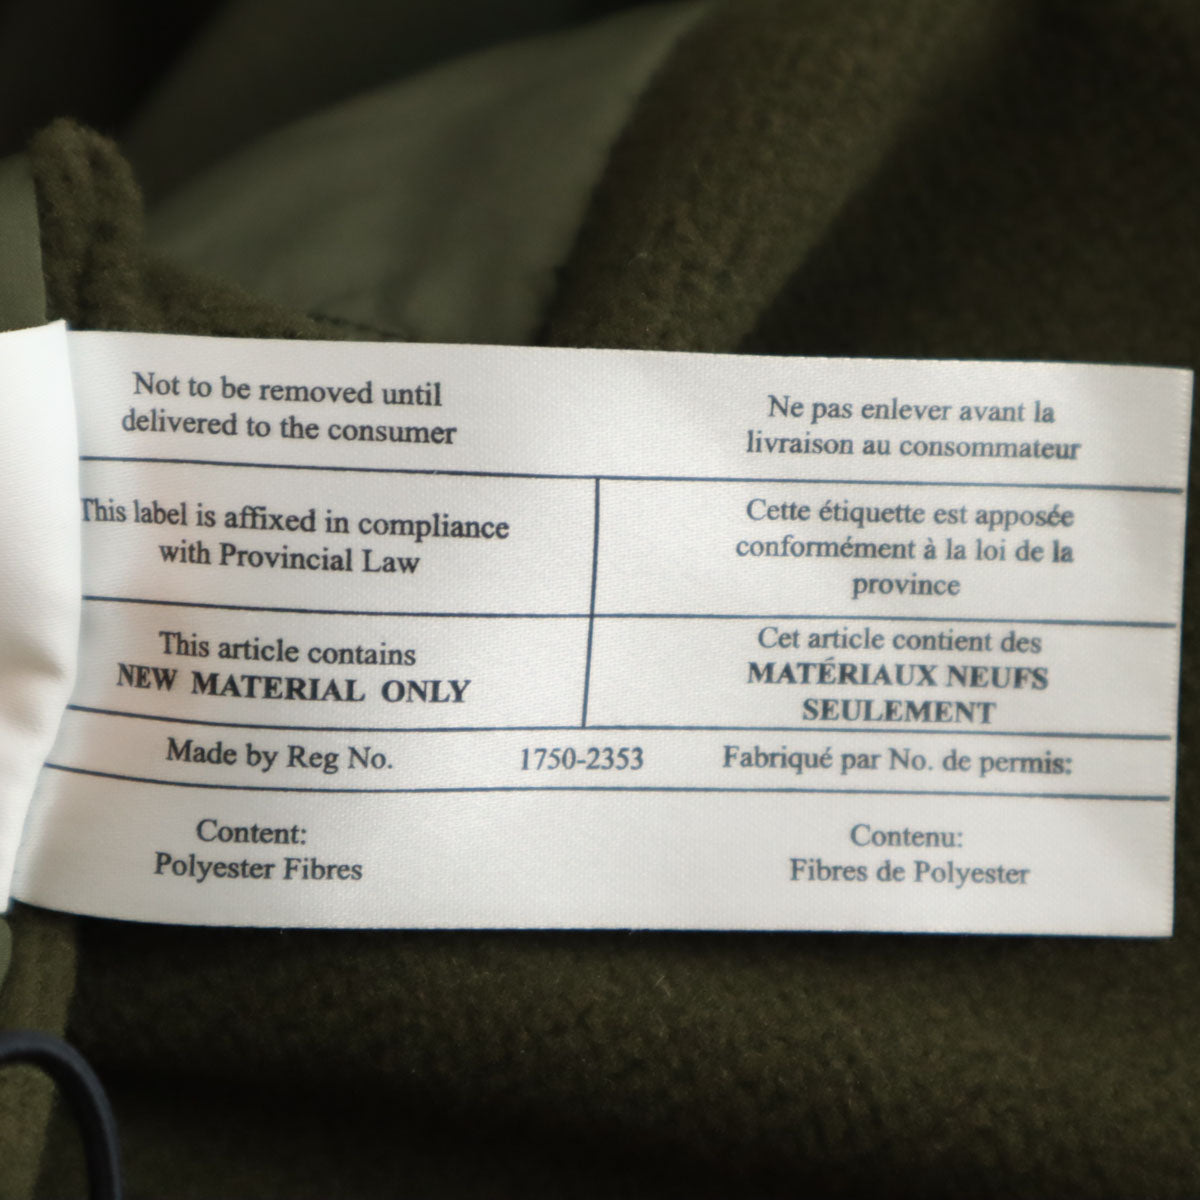 Not to be removed until
delivered to the consumer
Ne pas enlever avant la
livraison au consommateur
This label is affixed in compliance
with Provincial Law
Cette étiquette est apposée
conformément à la loi de la
province
This article contains
NEW MATERIAL ONLY
Cet article contient des
MATÉRIAUX NEUFS
SEULEMENT
Made by Reg No. 1750-2353 Fabriqué par No. de permis:
Content:
Polyester Fibres
Contenu:
Fibres de Polyester